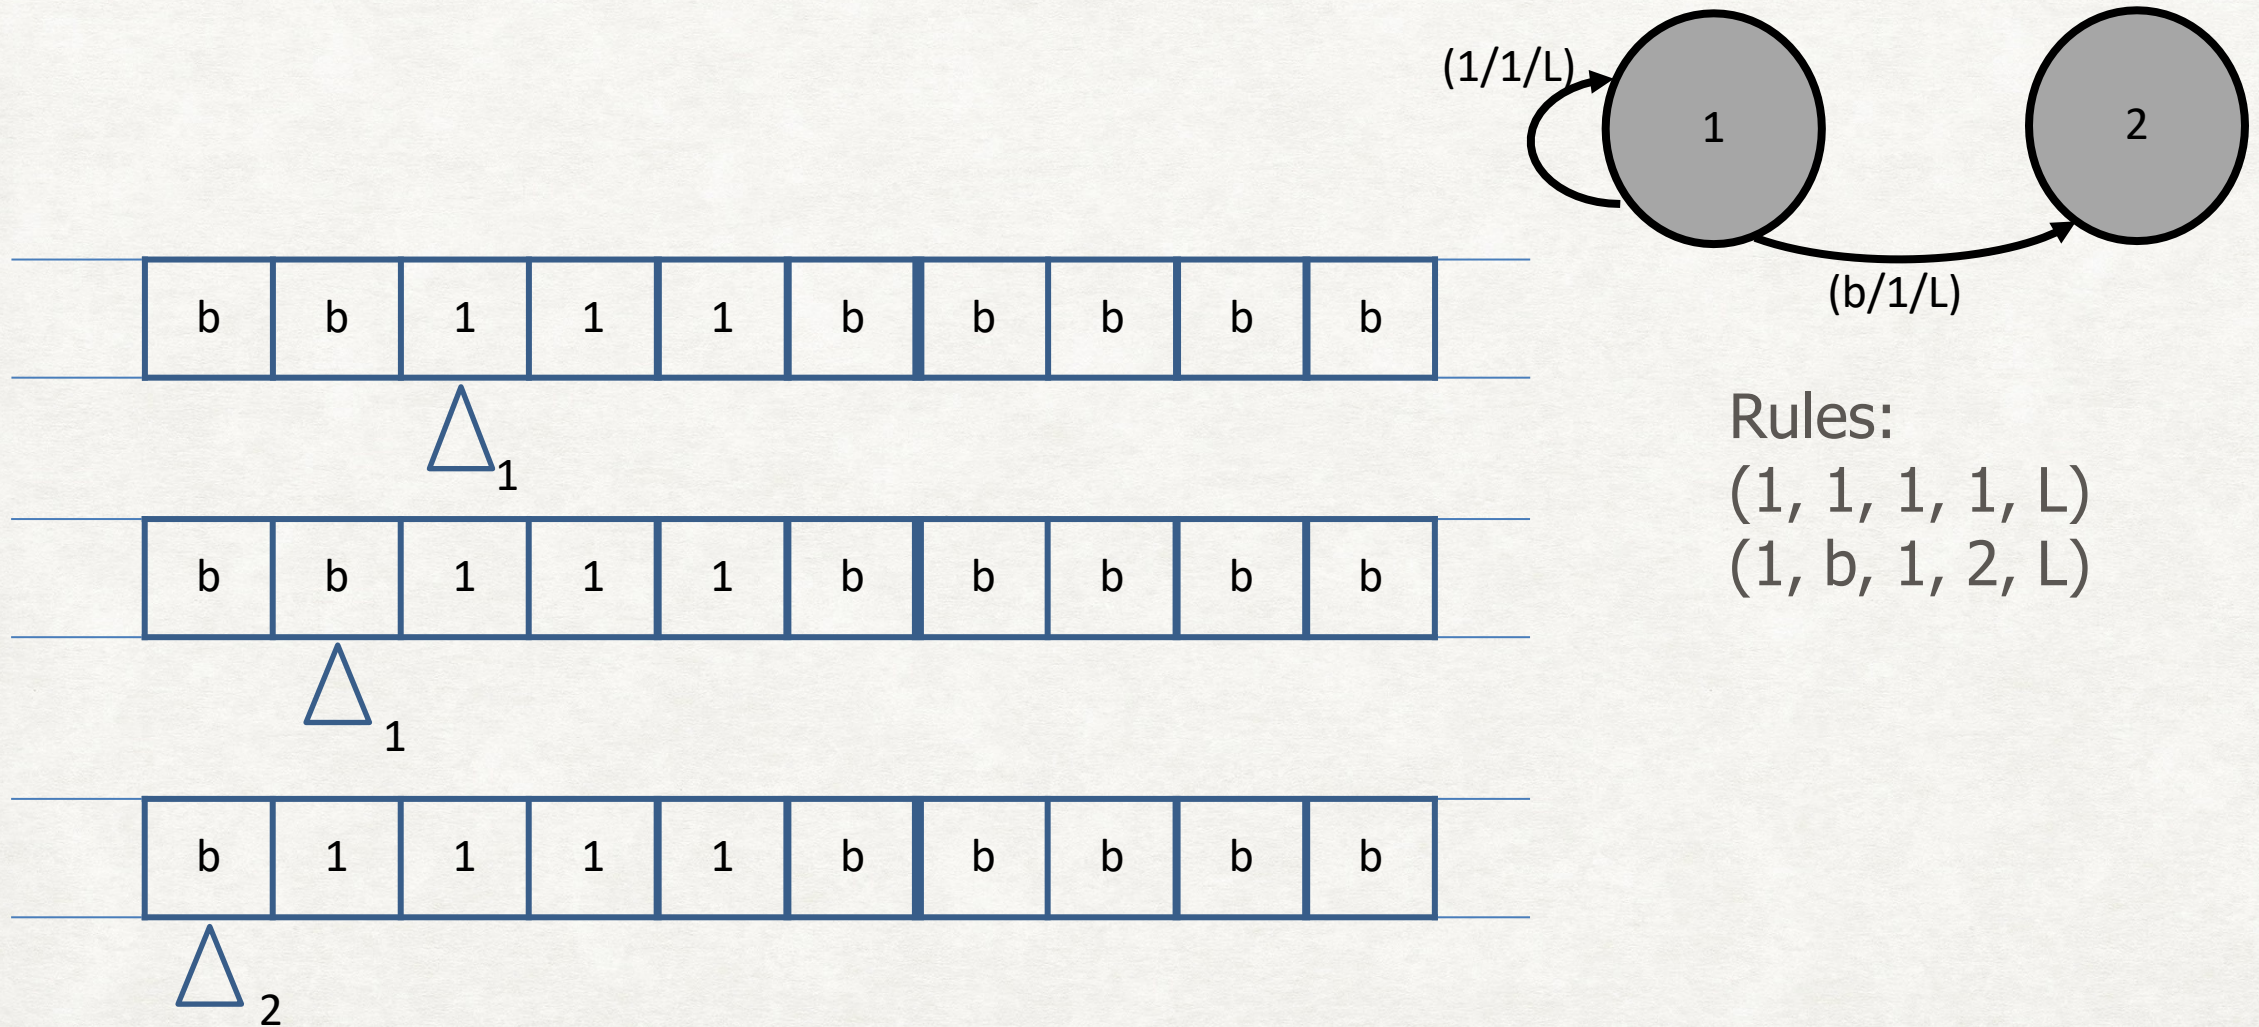 (1/1/L)
1
2
(b/1/L)
b b 1 1 1 b b b b b
1
b b 1 1 1 b b b b b
1
b 1 1 1 1 b b b b b
2
Rules:
(1, 1, 1, 1, L)
(1, b, 1, 2, L)